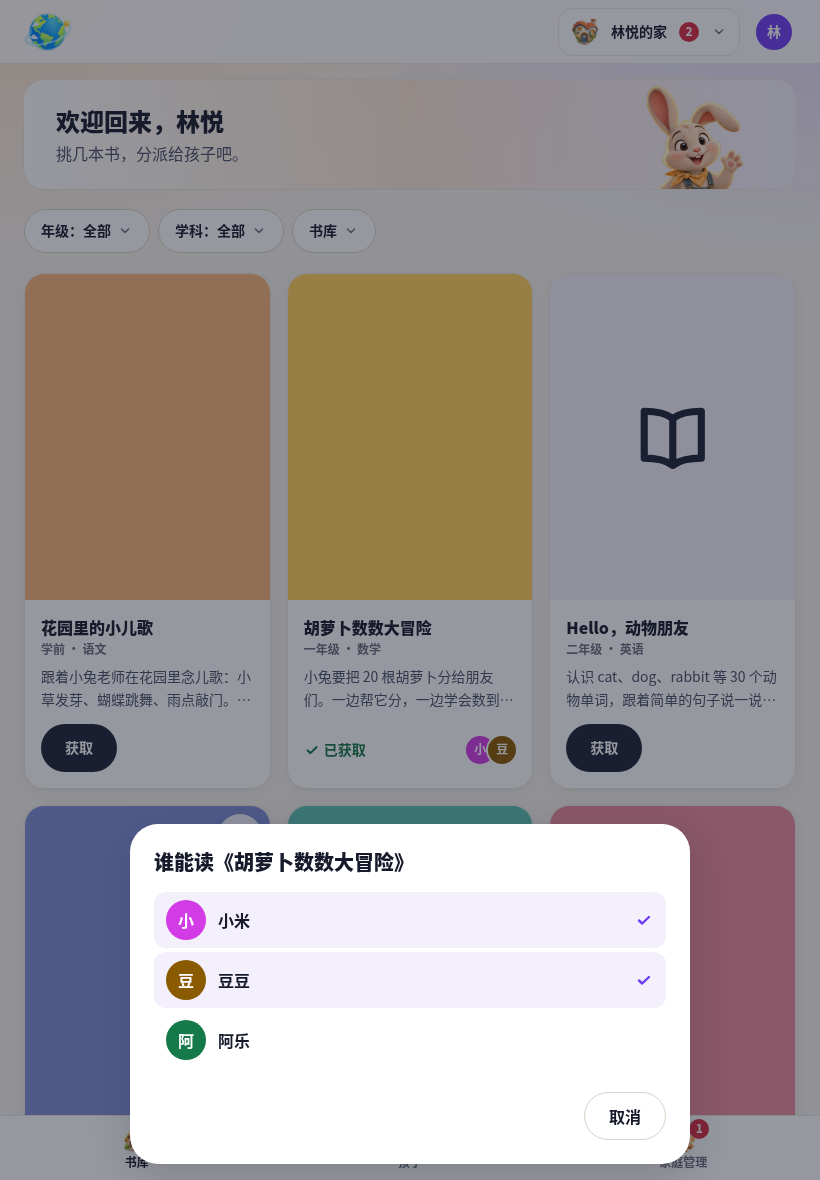 林悦的家 2 林
欢迎回来，林悦
挑几本书，分派给孩子吧。
年级：全部 学科：全部 书库
花园里的小儿歌
学前 · 语文
跟着小兔老师在花园里念儿歌：小
草发芽、蝴蝶跳舞、雨点敲门。…
获取
胡萝卜数数大冒险
一年级 · 数学
小兔要把 20 根胡萝卜分给朋友
们。一边帮它分，一边学会数到…
已获取 小 豆
Hello，动物朋友
二年级 · 英语
认识 cat、dog、rabbit 等 30 个动
物单词，跟着简单的句子说一说…
获取
谁能读《胡萝卜数数大冒险》
小 小米
豆 豆豆
阿 阿乐
取消
1
书库 家庭管理